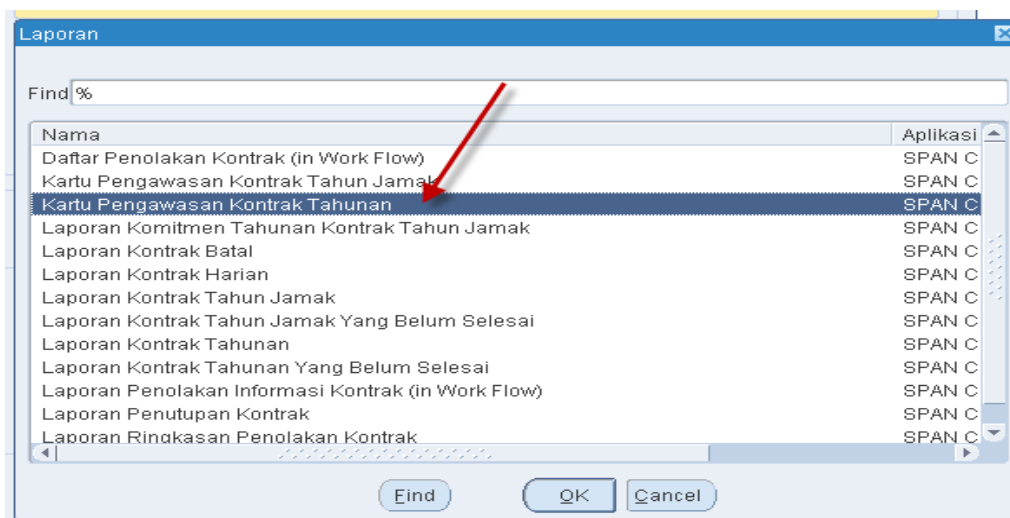 Laporan
Find %
Nama Aplikasi
Daftar Penolakan Kontrak (in Work Flow) SPAN C
Kartu Pengawasan Kontrak Tahun Jamak SPAN C
Kartu Pengawasan Kontrak Tahunan SPAN C
Laporan Komitmen Tahunan Kontrak Tahun Jamak SPAN C
Laporan Kontrak Batal SPAN C
Laporan Kontrak Harian SPAN C
Laporan Kontrak Tahun Jamak SPAN C
Laporan Kontrak Tahun Jamak Yang Belum Selesai SPAN C
Laporan Kontrak Tahunan SPAN C
Laporan Kontrak Tahunan Yang Belum Selesai SPAN C
Laporan Penolakan Informasi Kontrak (in Work Flow) SPAN C
Laporan Penutupan Kontrak SPAN C
Laporan Ringkasan Penolakan Kontrak SPAN C
Find OK Cancel